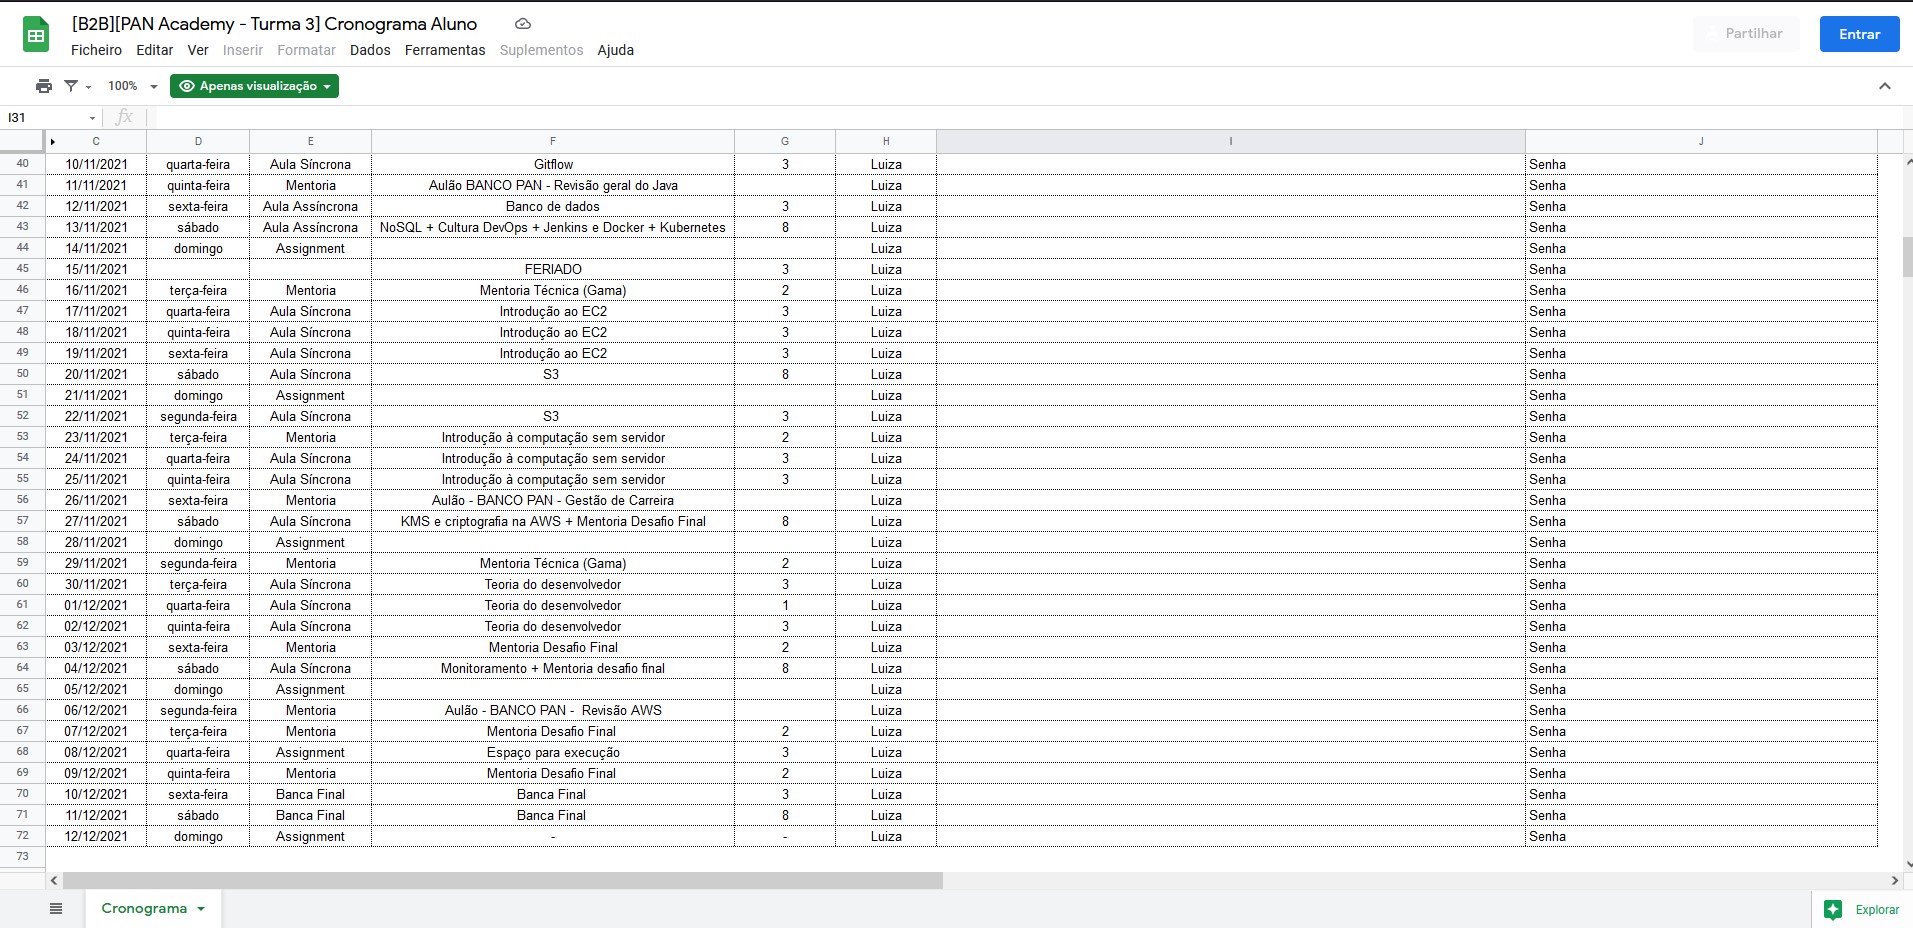 [B2B][PAN Academy - Turma 3] Cronograma Aluno
Ficheiro Editar Ver Inserir Formatar Dados Ferramentas Suplementos Ajuda
Partilhar
Entrar
100% Apenas visualização
I31 fx
C D E F G H I J
40 10/11/2021 quarta-feira Aula Síncrona Gitflow 3 Luiza Senha
41 11/11/2021 quinta-feira Mentoria Aulão BANCO PAN - Revisão geral do Java Luiza Senha
42 12/11/2021 sexta-feira Aula Assíncrona Banco de dados 3 Luiza Senha
43 13/11/2021 sábado Aula Assíncrona NoSQL + Cultura DevOps + Jenkins e Docker + Kubernetes 8 Luiza Senha
44 14/11/2021 domingo Assignment Luiza Senha
45 15/11/2021 FERIADO 3 Luiza Senha
46 16/11/2021 terça-feira Mentoria Mentoria Técnica (Gama) 2 Luiza Senha
47 17/11/2021 quarta-feira Aula Síncrona Introdução ao EC2 3 Luiza Senha
48 18/11/2021 quinta-feira Aula Síncrona Introdução ao EC2 3 Luiza Senha
49 19/11/2021 sexta-feira Aula Síncrona Introdução ao EC2 3 Luiza Senha
50 20/11/2021 sábado Aula Síncrona S3 8 Luiza Senha
51 21/11/2021 domingo Assignment Luiza Senha
52 22/11/2021 segunda-feira Aula Síncrona S3 3 Luiza Senha
53 23/11/2021 terça-feira Mentoria Introdução à computação sem servidor 2 Luiza Senha
54 24/11/2021 quarta-feira Aula Síncrona Introdução à computação sem servidor 3 Luiza Senha
55 25/11/2021 quinta-feira Aula Síncrona Introdução à computação sem servidor 3 Luiza Senha
56 26/11/2021 sexta-feira Mentoria Aulão - BANCO PAN - Gestão de Carreira Luiza Senha
57 27/11/2021 sábado Aula Síncrona KMS e criptografia na AWS + Mentoria Desafio Final 8 Luiza Senha
58 28/11/2021 domingo Assignment Luiza Senha
59 29/11/2021 segunda-feira Mentoria Mentoria Técnica (Gama) 2 Luiza Senha
60 30/11/2021 terça-feira Aula Síncrona Teoria do desenvolvedor 3 Luiza Senha
61 01/12/2021 quarta-feira Aula Síncrona Teoria do desenvolvedor 1 Luiza Senha
62 02/12/2021 quinta-feira Aula Síncrona Teoria do desenvolvedor 3 Luiza Senha
63 03/12/2021 sexta-feira Mentoria Mentoria Desafio Final 2 Luiza Senha
64 04/12/2021 sábado Aula Síncrona Monitoramento + Mentoria desafio final 8 Luiza Senha
65 05/12/2021 domingo Assignment Luiza Senha
66 06/12/2021 segunda-feira Mentoria Aulão - BANCO PAN - Revisão AWS Luiza Senha
67 07/12/2021 terça-feira Mentoria Mentoria Desafio Final 2 Luiza Senha
68 08/12/2021 quarta-feira Assignment Espaço para execução 3 Luiza Senha
69 09/12/2021 quinta-feira Mentoria Mentoria Desafio Final 2 Luiza Senha
70 10/12/2021 sexta-feira Banca Final Banca Final 3 Luiza Senha
71 11/12/2021 sábado Banca Final Banca Final 8 Luiza Senha
72 12/12/2021 domingo Assignment - - Luiza Senha
73
Cronograma
Explorar